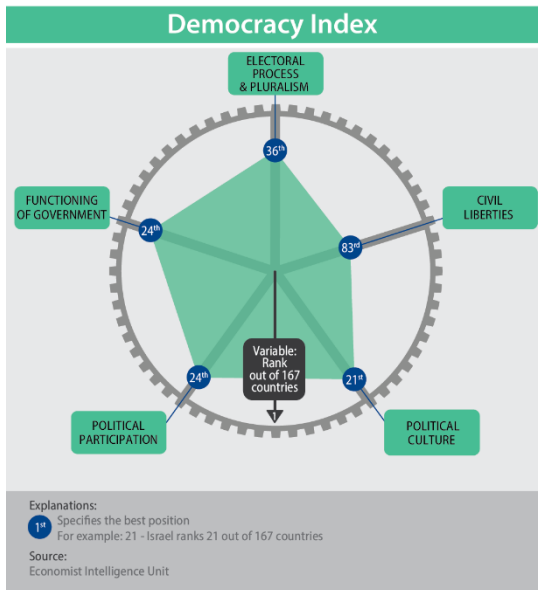 Democracy Index
ELECTORAL
PROCESS
& PLURALISM
36th
FUNCTIONING
OF GOVERNMENT
24th
CIVIL
LIBERTIES
83rd
Variable:
Rank
out of 167
countries
1
24th
21st
POLITICAL
PARTICIPATION
POLITICAL
CULTURE
Explanations:
1st Specifies the best position
For example: 21 - Israel ranks 21 out of 167 countries
Source:
Economist Intelligence Unit